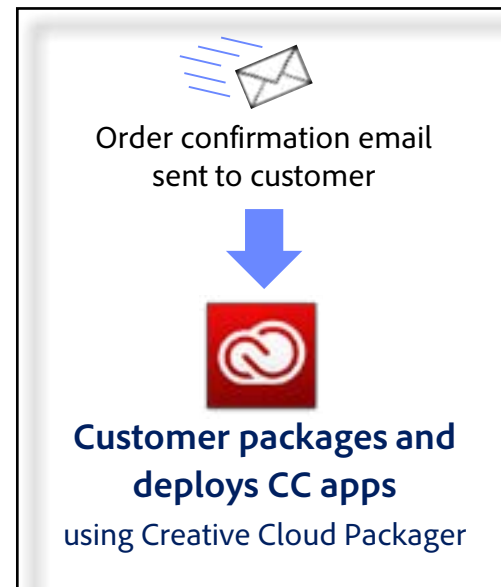 Order confirmation email
sent to customer
Customer packages and
deploys CC apps
using Creative Cloud Packager